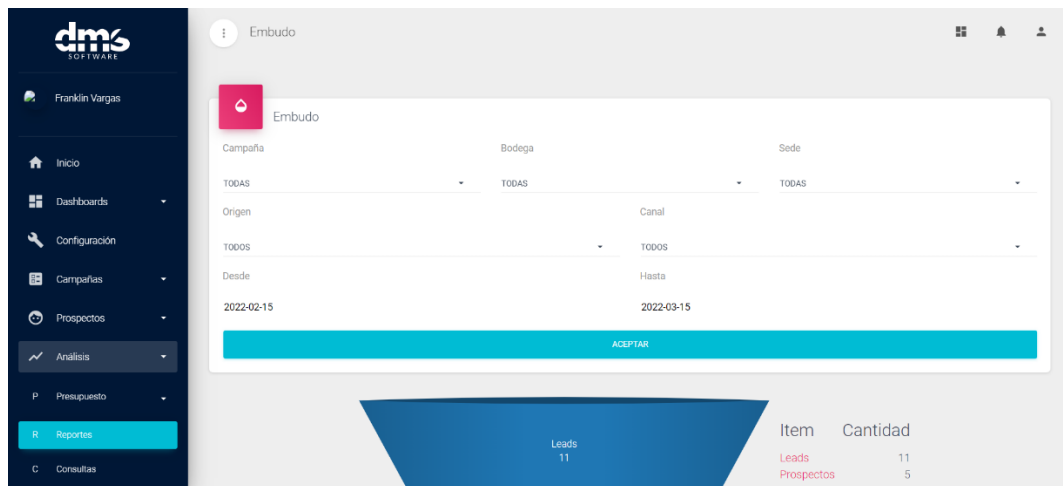 dms
SOFTWARE
Franklin Vargas
Inicio
Dashboards
Configuración
Campañas
Prospectos
Análisis
P Presupuesto
R Reportes
C Consultas
Embudo
Embudo
Campaña Bodega Sede
TODAS TODAS TODAS
Origen Canal
TODOS TODOS
Desde Hasta
2022-02-15 2022-03-15
ACEPTAR
Leads
11
Item Cantidad
Leads 11
Prospectos 5